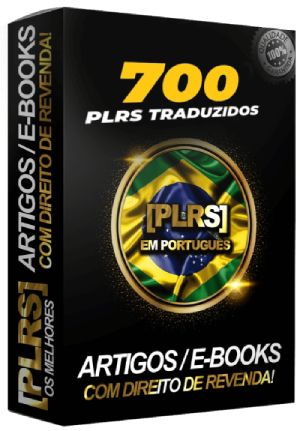 700
PLRS TRADUZIDOS
100%
[PLRS]
EM PORTUGUÊS
ARTIGOS / E-BOOKS
COM DIREITO DE REVENDA!
[PLRS]
OS MELHORES
ARTIGOS / E-BOOKS
COM DIREITO DE REVENDA!